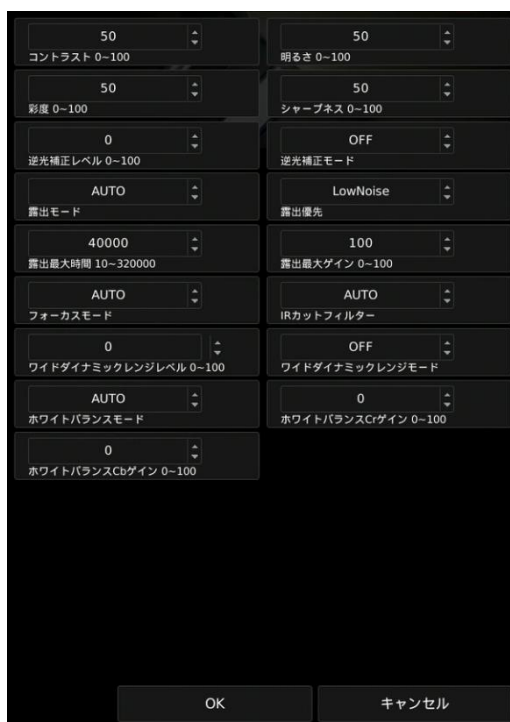 50
コントラスト 0~100
50
明るさ 0~100
50
彩度 0~100
50
シャープネス 0~100
0
逆光補正レベル 0~100
OFF
逆光補正モード
AUTO
露出モード
LowNoise
露出優先
40000
露出最大時間 10~320000
100
露出最大ゲイン 0~100
AUTO
フォーカスモード
AUTO
IRカットフィルター
0
ワイドダイナミックレンジレベル 0~100
OFF
ワイドダイナミックレンジモード
AUTO
ホワイトバランスモード
0
ホワイトバランスCrゲイン 0~100
0
ホワイトバランスCbゲイン 0~100
OK
キャンセル